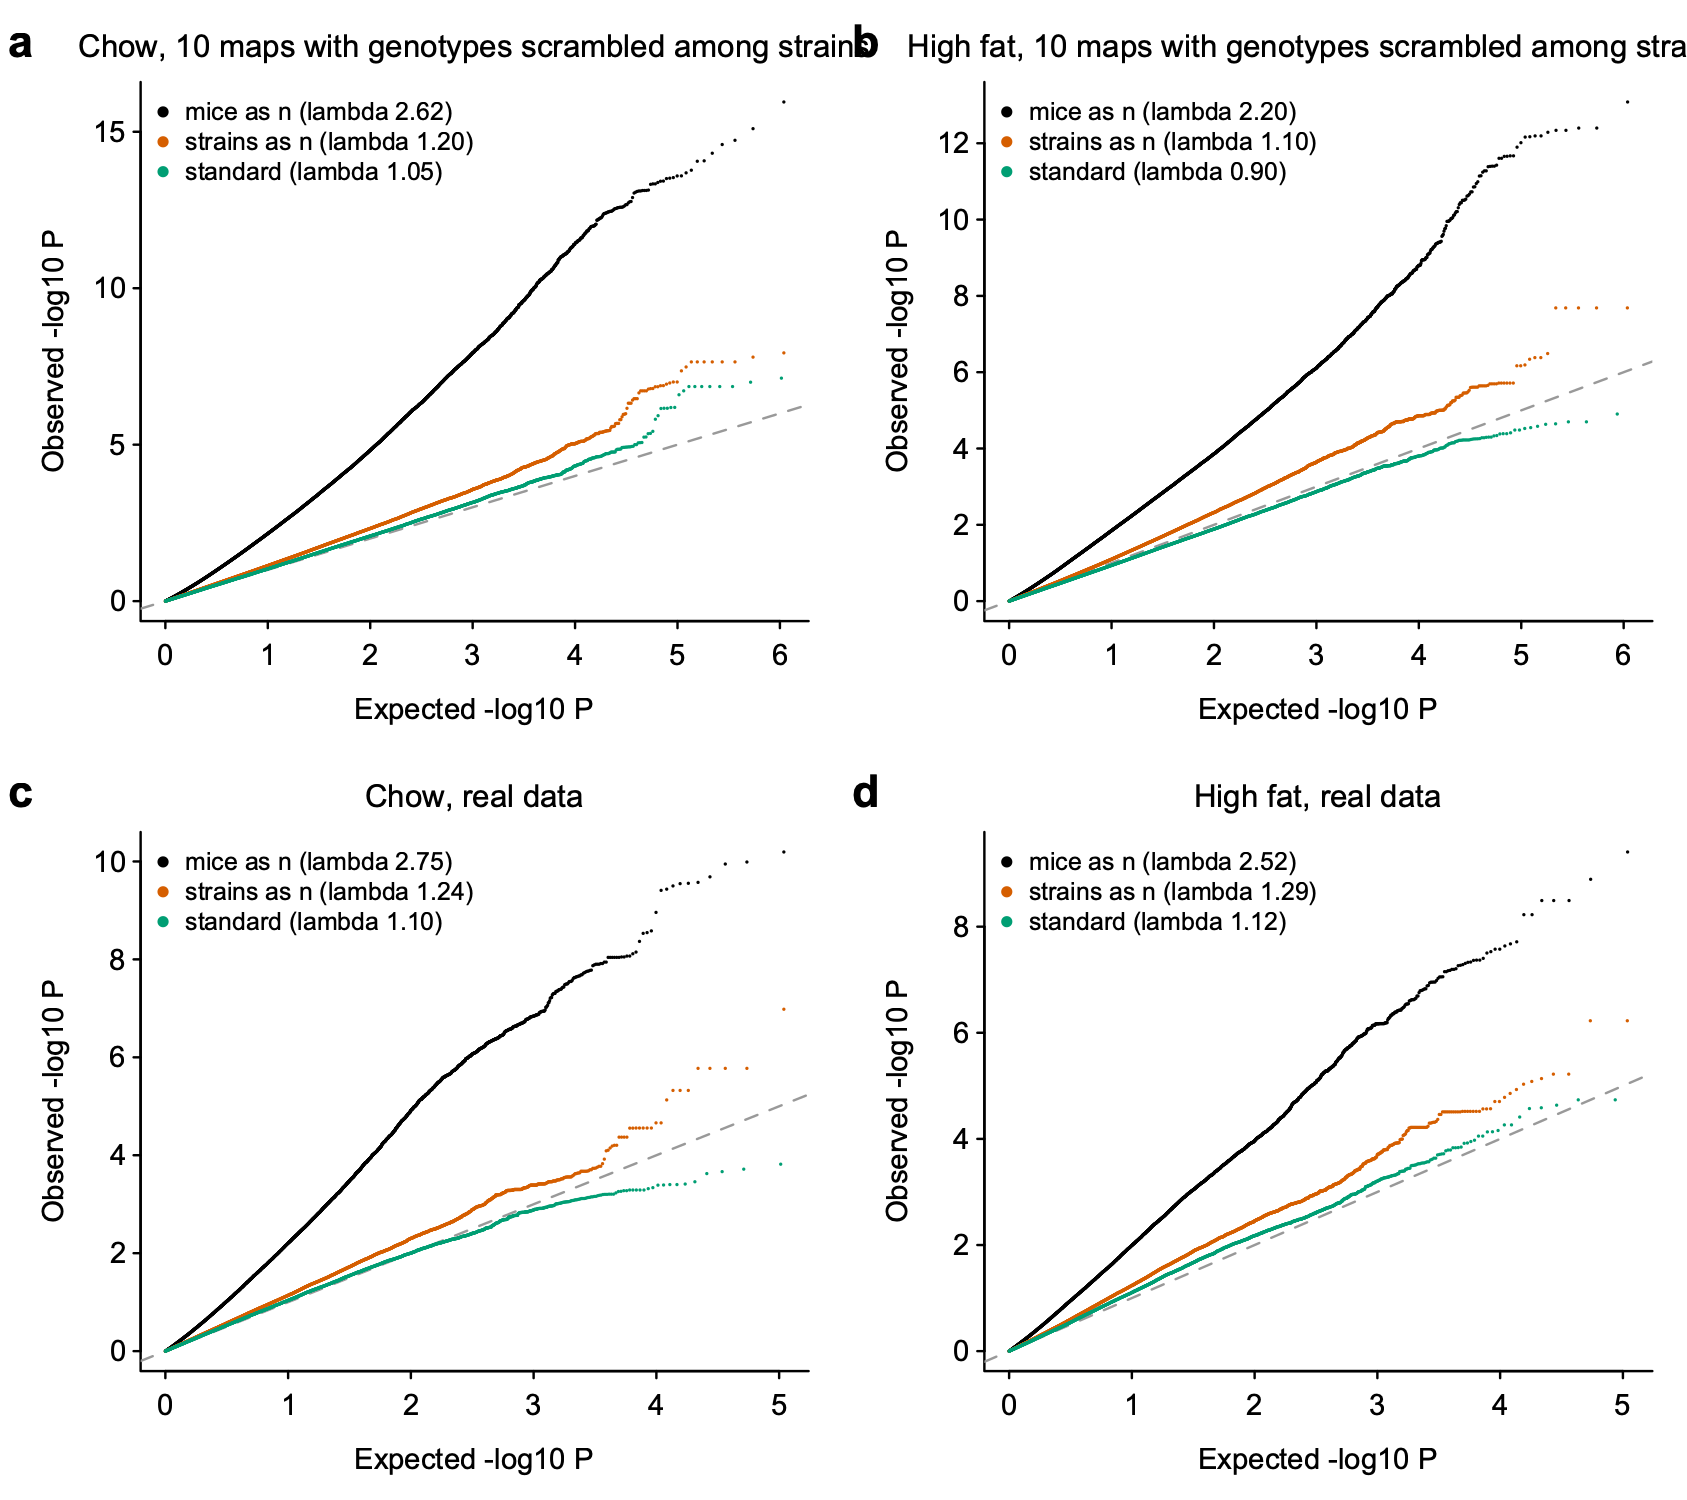 a Chow, 10 maps with genotypes scrambled among strains
mice as n (lambda 2.62)
strains as n (lambda 1.20)
standard (lambda 1.05)
Observed -log10 P
15
10
5
0
0 1 2 3 4 5 6
Expected -log10 P
b High fat, 10 maps with genotypes scrambled among stra
mice as n (lambda 2.20)
strains as n (lambda 1.10)
standard (lambda 0.90)
Observed -log10 P
12
10
8
6
4
2
0
0 1 2 3 4 5 6
Expected -log10 P
c Chow, real data
mice as n (lambda 2.75)
strains as n (lambda 1.24)
standard (lambda 1.10)
Observed -log10 P
10
8
6
4
2
0
0 1 2 3 4 5
Expected -log10 P
d High fat, real data
mice as n (lambda 2.52)
strains as n (lambda 1.29)
standard (lambda 1.12)
Observed -log10 P
8
6
4
2
0
0 1 2 3 4 5
Expected -log10 P